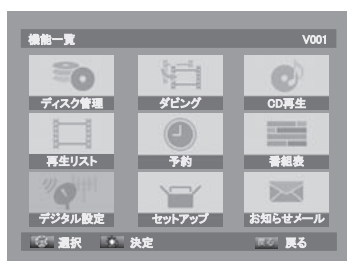 機能一覧 V001
ディスク管理 ダビング CD再生
再生リスト 予約 番組表
デジタル設定 セットアップ お知らせメール
選択 決定 戻る